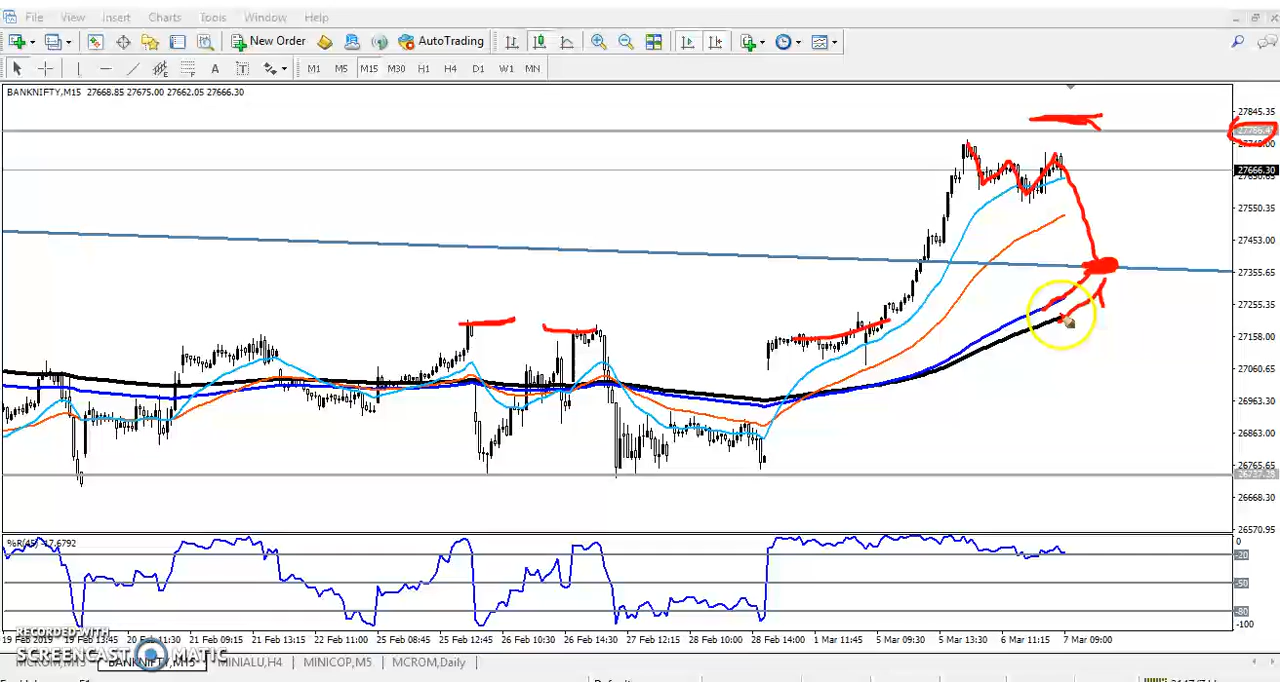 File View Insert Charts Tools Window Help
New Order AutoTrading
A T M1 M5 M15 M30 H1 H4 D1 W1 MN
BANKNIFTY,M15 27668.85 27675.00 27662.05 27666.30
27845.35
27666.30
27550.35
27453.00
27355.65
27255.35
27158.00
27060.65
26963.30
26863.00
26765.65
26668.30
26570.95
%R(45) -17.6792
0
-20
-50
-80
-100
19 Feb 2019 20 Feb 11:30 21 Feb 09:15 21 Feb 13:15 22 Feb 11:00 25 Feb 08:45 25 Feb 12:45 26 Feb 10:30 26 Feb 14:30 27 Feb 12:15 28 Feb 10:00 28 Feb 14:00 1 Mar 11:45 5 Mar 09:30 5 Mar 13:30 6 Mar 11:15 7 Mar 09:00
RECORDED WITH
SCREENCAST MATIC
BANKNIFTY,M15 MINIALU,H4 MINICOP,M5 MCROM,Daily